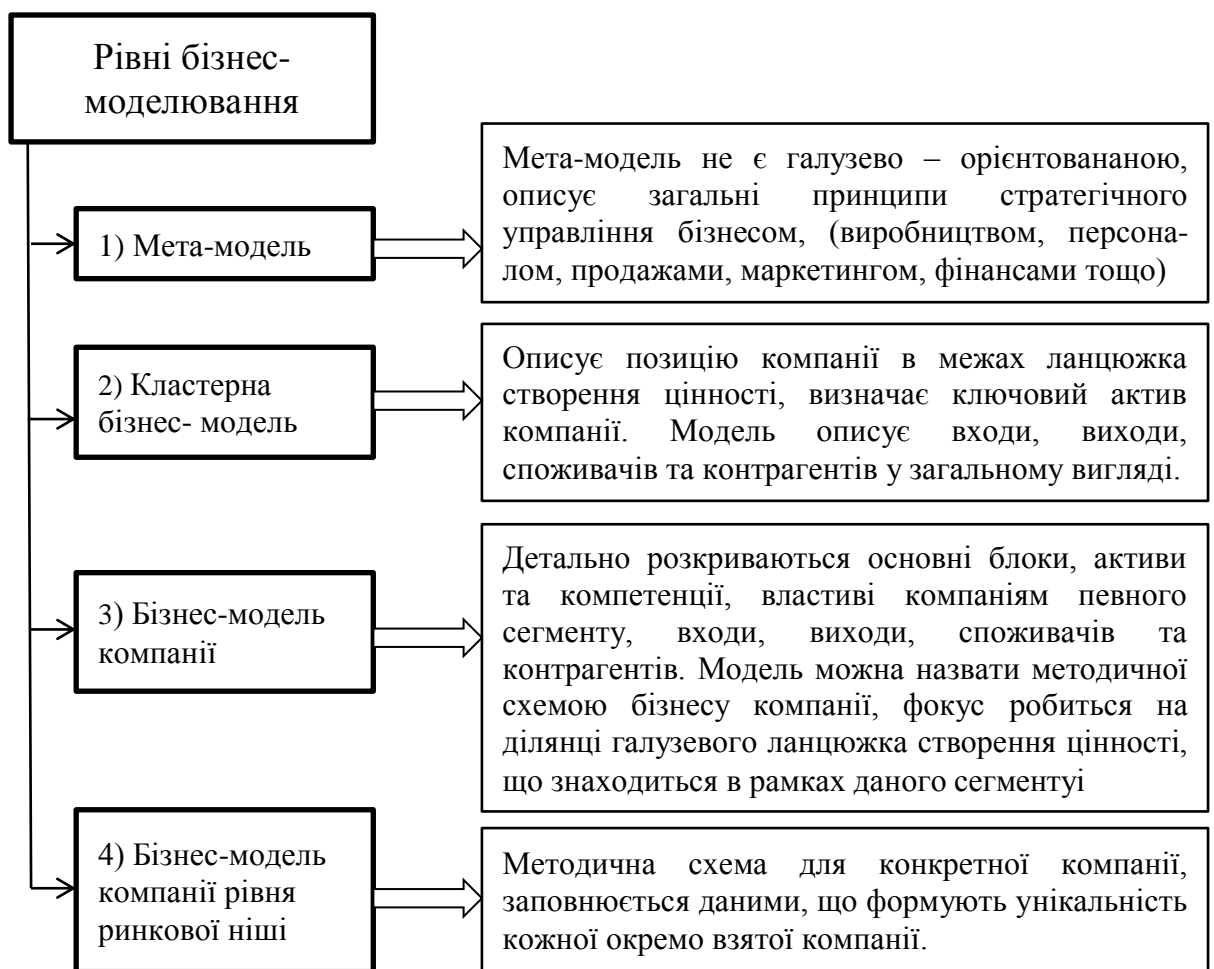 Рівні бізнес-
моделювання
1) Мета-модель
Мета-модель не є галузево – орієнтовананою,
описує загальні принципи стратегічного
управління бізнесом, (виробництвом, персона-
лом, продажами, маркетингом, фінансами тощо)
2) Кластерна
бізнес- модель
Описує позицію компанії в межах ланцюжка
створення цінності, визначає ключовий актив
компанії. Модель описує входи, виходи,
споживачів та контрагентів у загальному вигляді.
3) Бізнес-модель
компанії
Детально розкриваються основні блоки, активи
та компетенції, властиві компаніям певного
сегменту, входи, виходи, споживачів та
контрагентів. Модель можна назвати методичної
схемою бізнесу компанії, фокус робиться на
ділянці галузевого ланцюжка створення цінності,
що знаходиться в рамках даного сегментуі
4) Бізнес-модель
компанії рівня
ринкової ніші
Методична схема для конкретної компанії,
заповнюється даними, що формують унікальність
кожної окремо взятої компанії.